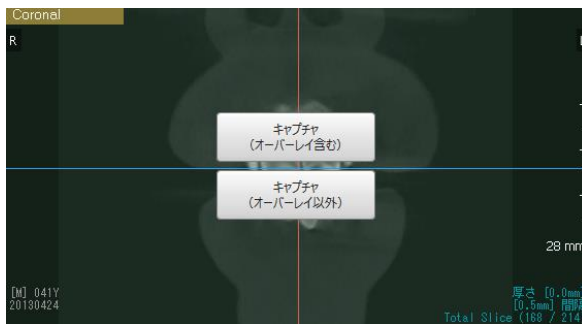 Coronal
R
キャプチャ
(オーバーレイ含む)
キャプチャ
(オーバーレイ以外)
28 mm
[M] 041Y
20130424
厚さ [0.0mm]
[0.5mm] 間隔
Total Slice (168 / 214